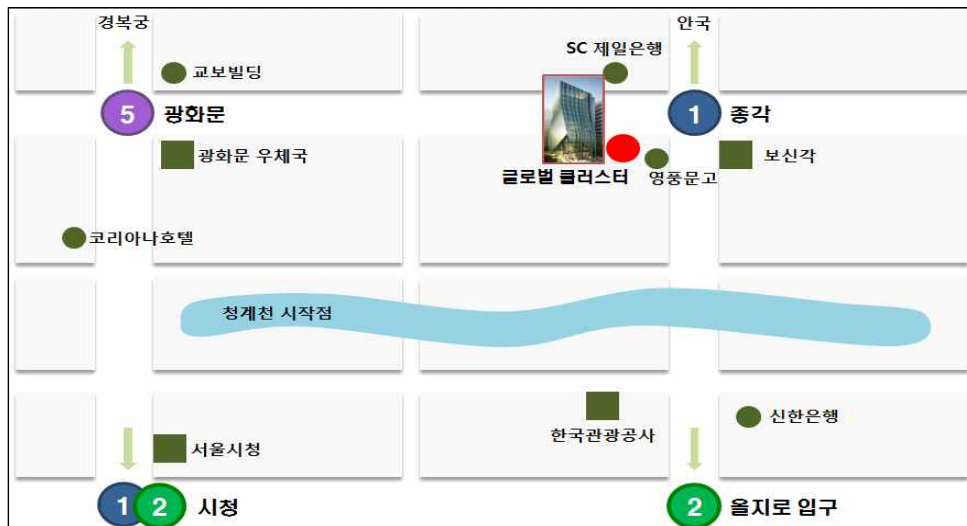 경복궁
안국
SC 제일은행
교보빌딩
5 광화문
1 종각
광화문 우체국
보신각
글로벌 클러스터
영풍문고
코리아나호텔
청계천 시작점
한국관광공사
신한은행
서울시청
1 2 시청
2 을지로 입구